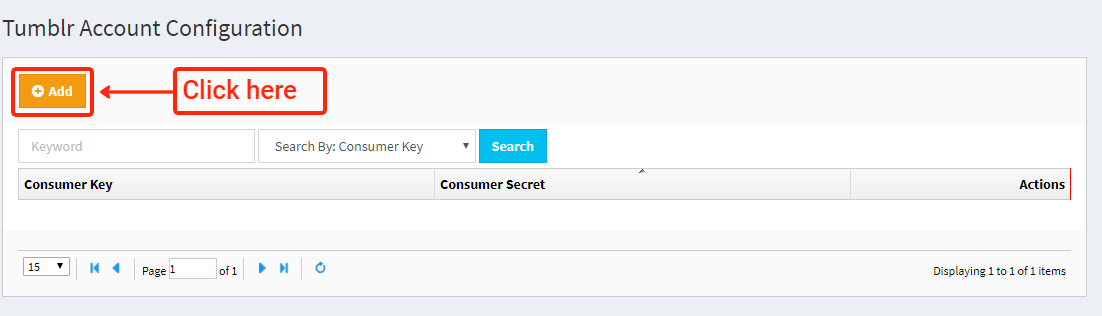 Tumblr Account Configuration
Add
Click here
Keyword
Search By: Consumer Key
Search
Consumer Key
Consumer Secret
Actions
15
Page 1 of 1
Displaying 1 to 1 of 1 items